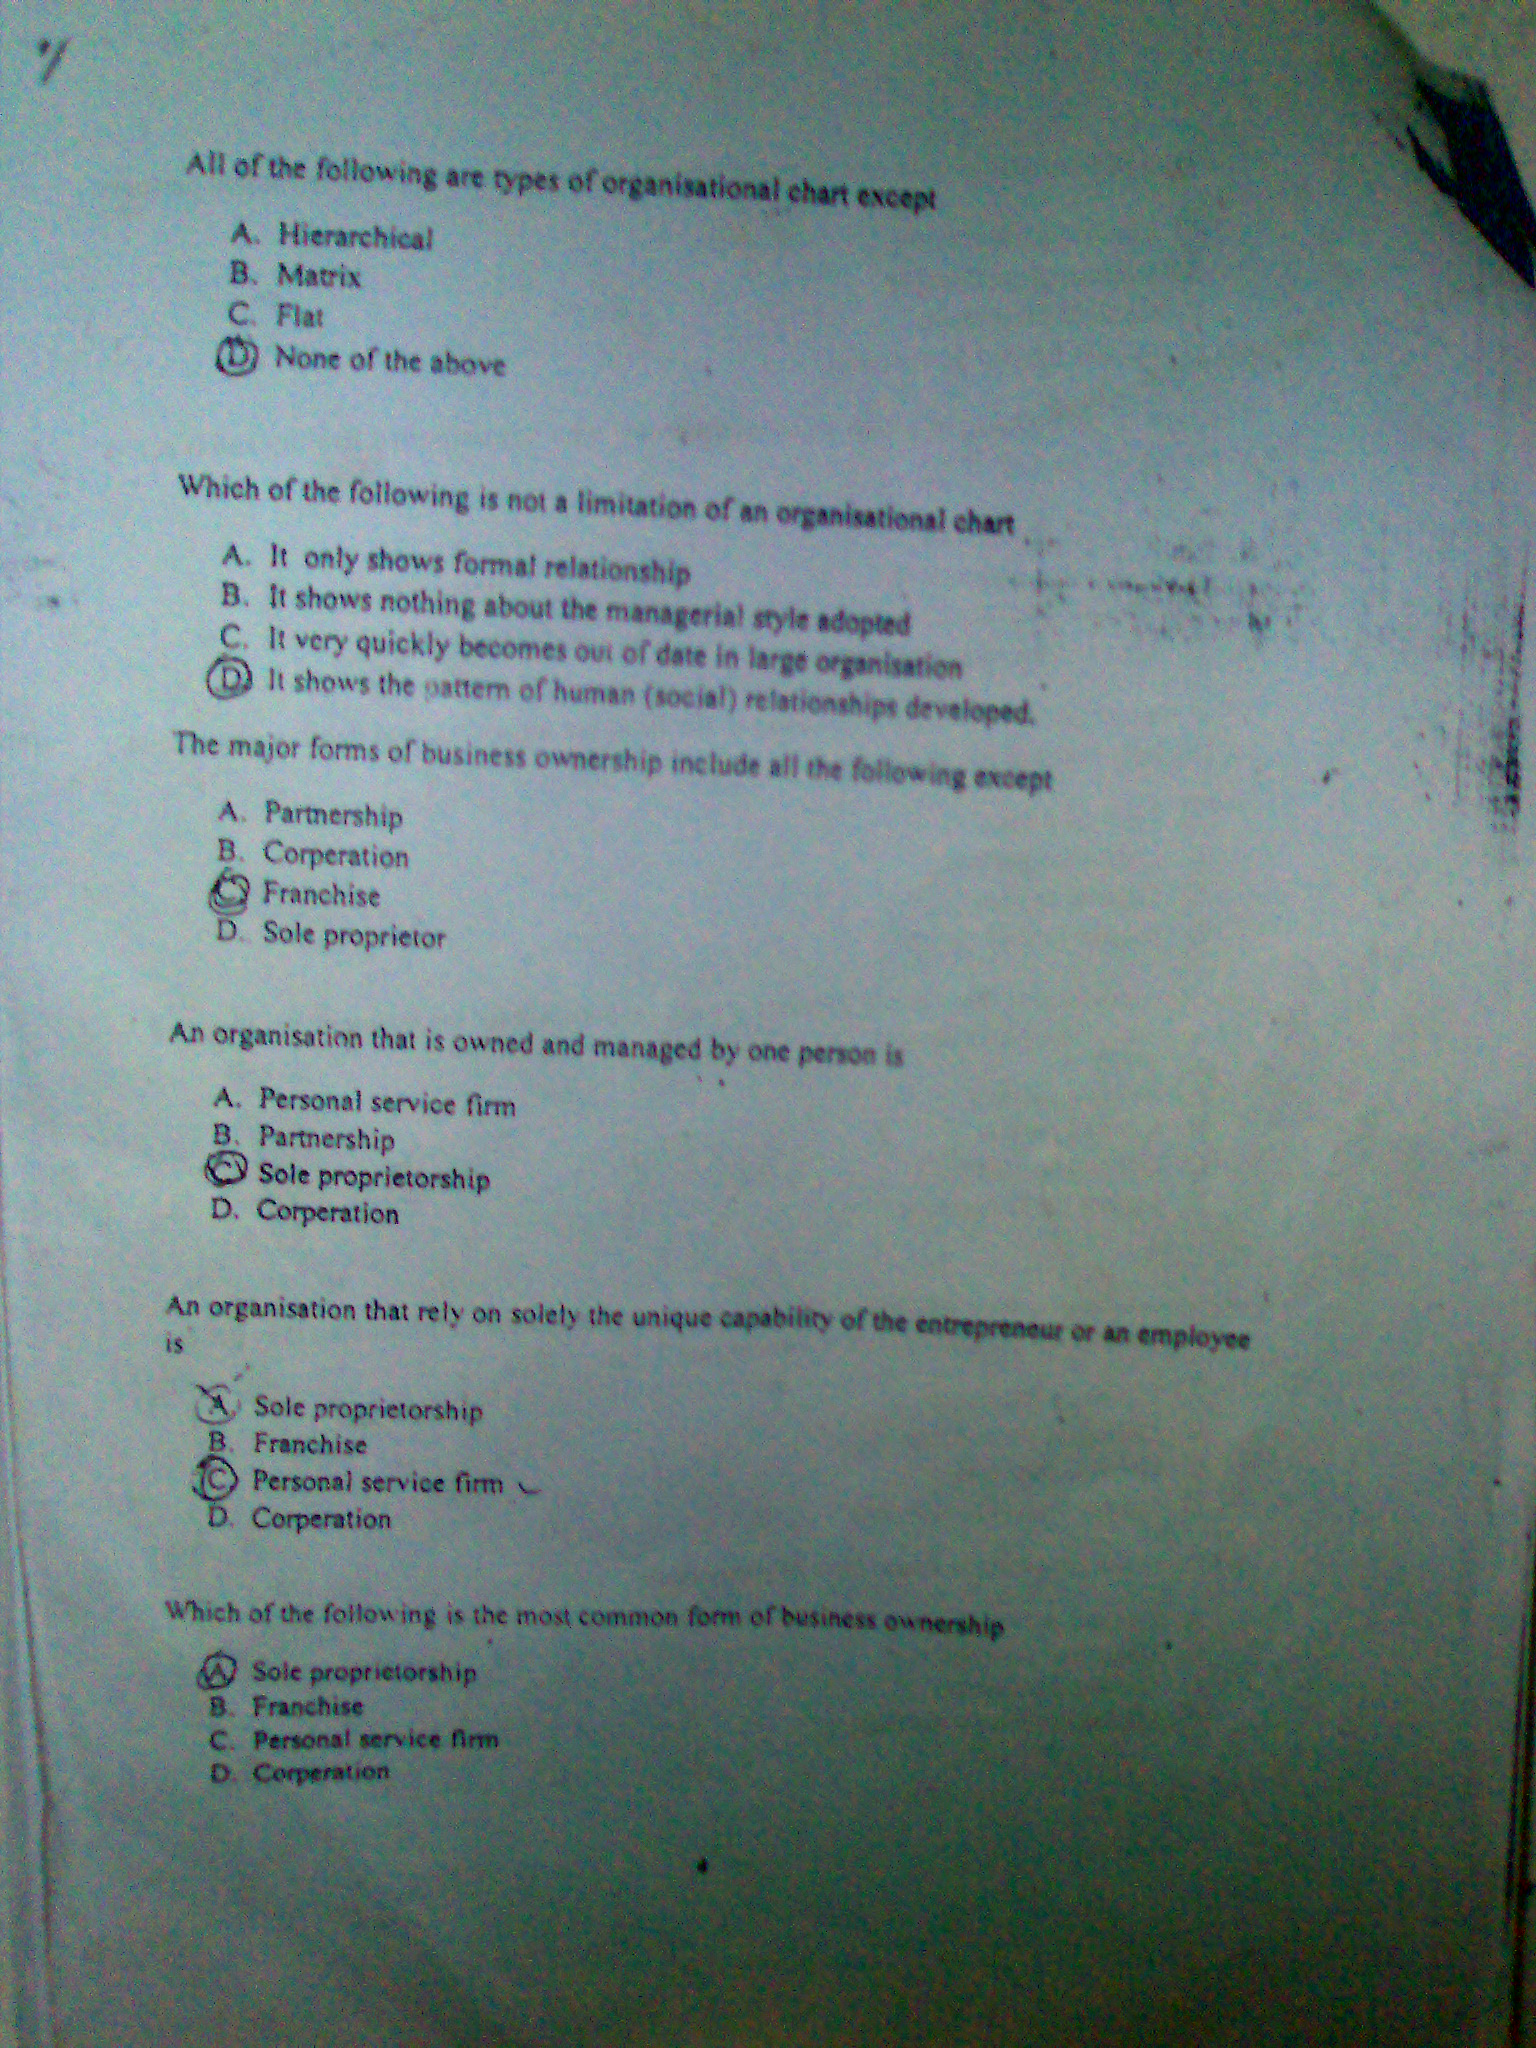 All of the following are types of organisational chart except
A. Hierarchical
B. Matrix
C. Flat
D. None of the above
Which of the following is not a limitation of an organisational chart
A. It only shows formal relationship
B. It shows nothing about the managerial style adopted
C. It very quickly becomes out of date in large organisation
D. It shows the pattern of human (social) relationships developed.
The major forms of business ownership include all the following except
A. Partnership
B. Corperation
C. Franchise
D. Sole proprietor
An organisation that is owned and managed by one person is
A. Personal service firm
B. Partnership
C. Sole proprietorship
D. Corperation
An organisation that rely on solely the unique capability of the entrepreneur or an employee
is
A. Sole proprietorship
B. Franchise
C. Personal service firm
D. Corperation
Which of the following is the most common form of business ownership
A. Sole proprietorship
B. Franchise
C. Personal service firm
D. Corperation